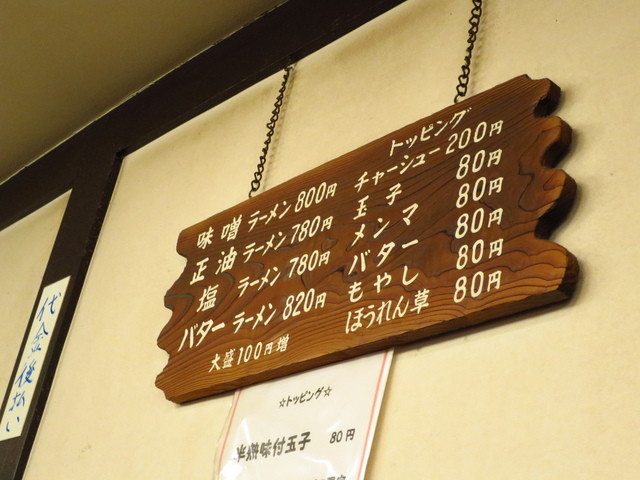 味噌ラーメン800円
正油ラーメン780円
塩ラーメン780円
バターラーメン820円
大盛100円増
トッピング
チャーシュー200円
玉子 80円
メンマ 80円
バター 80円
もやし 80円
ほうれん草 80円
代金後払い
☆トッピング☆
半熟味付玉子 80円